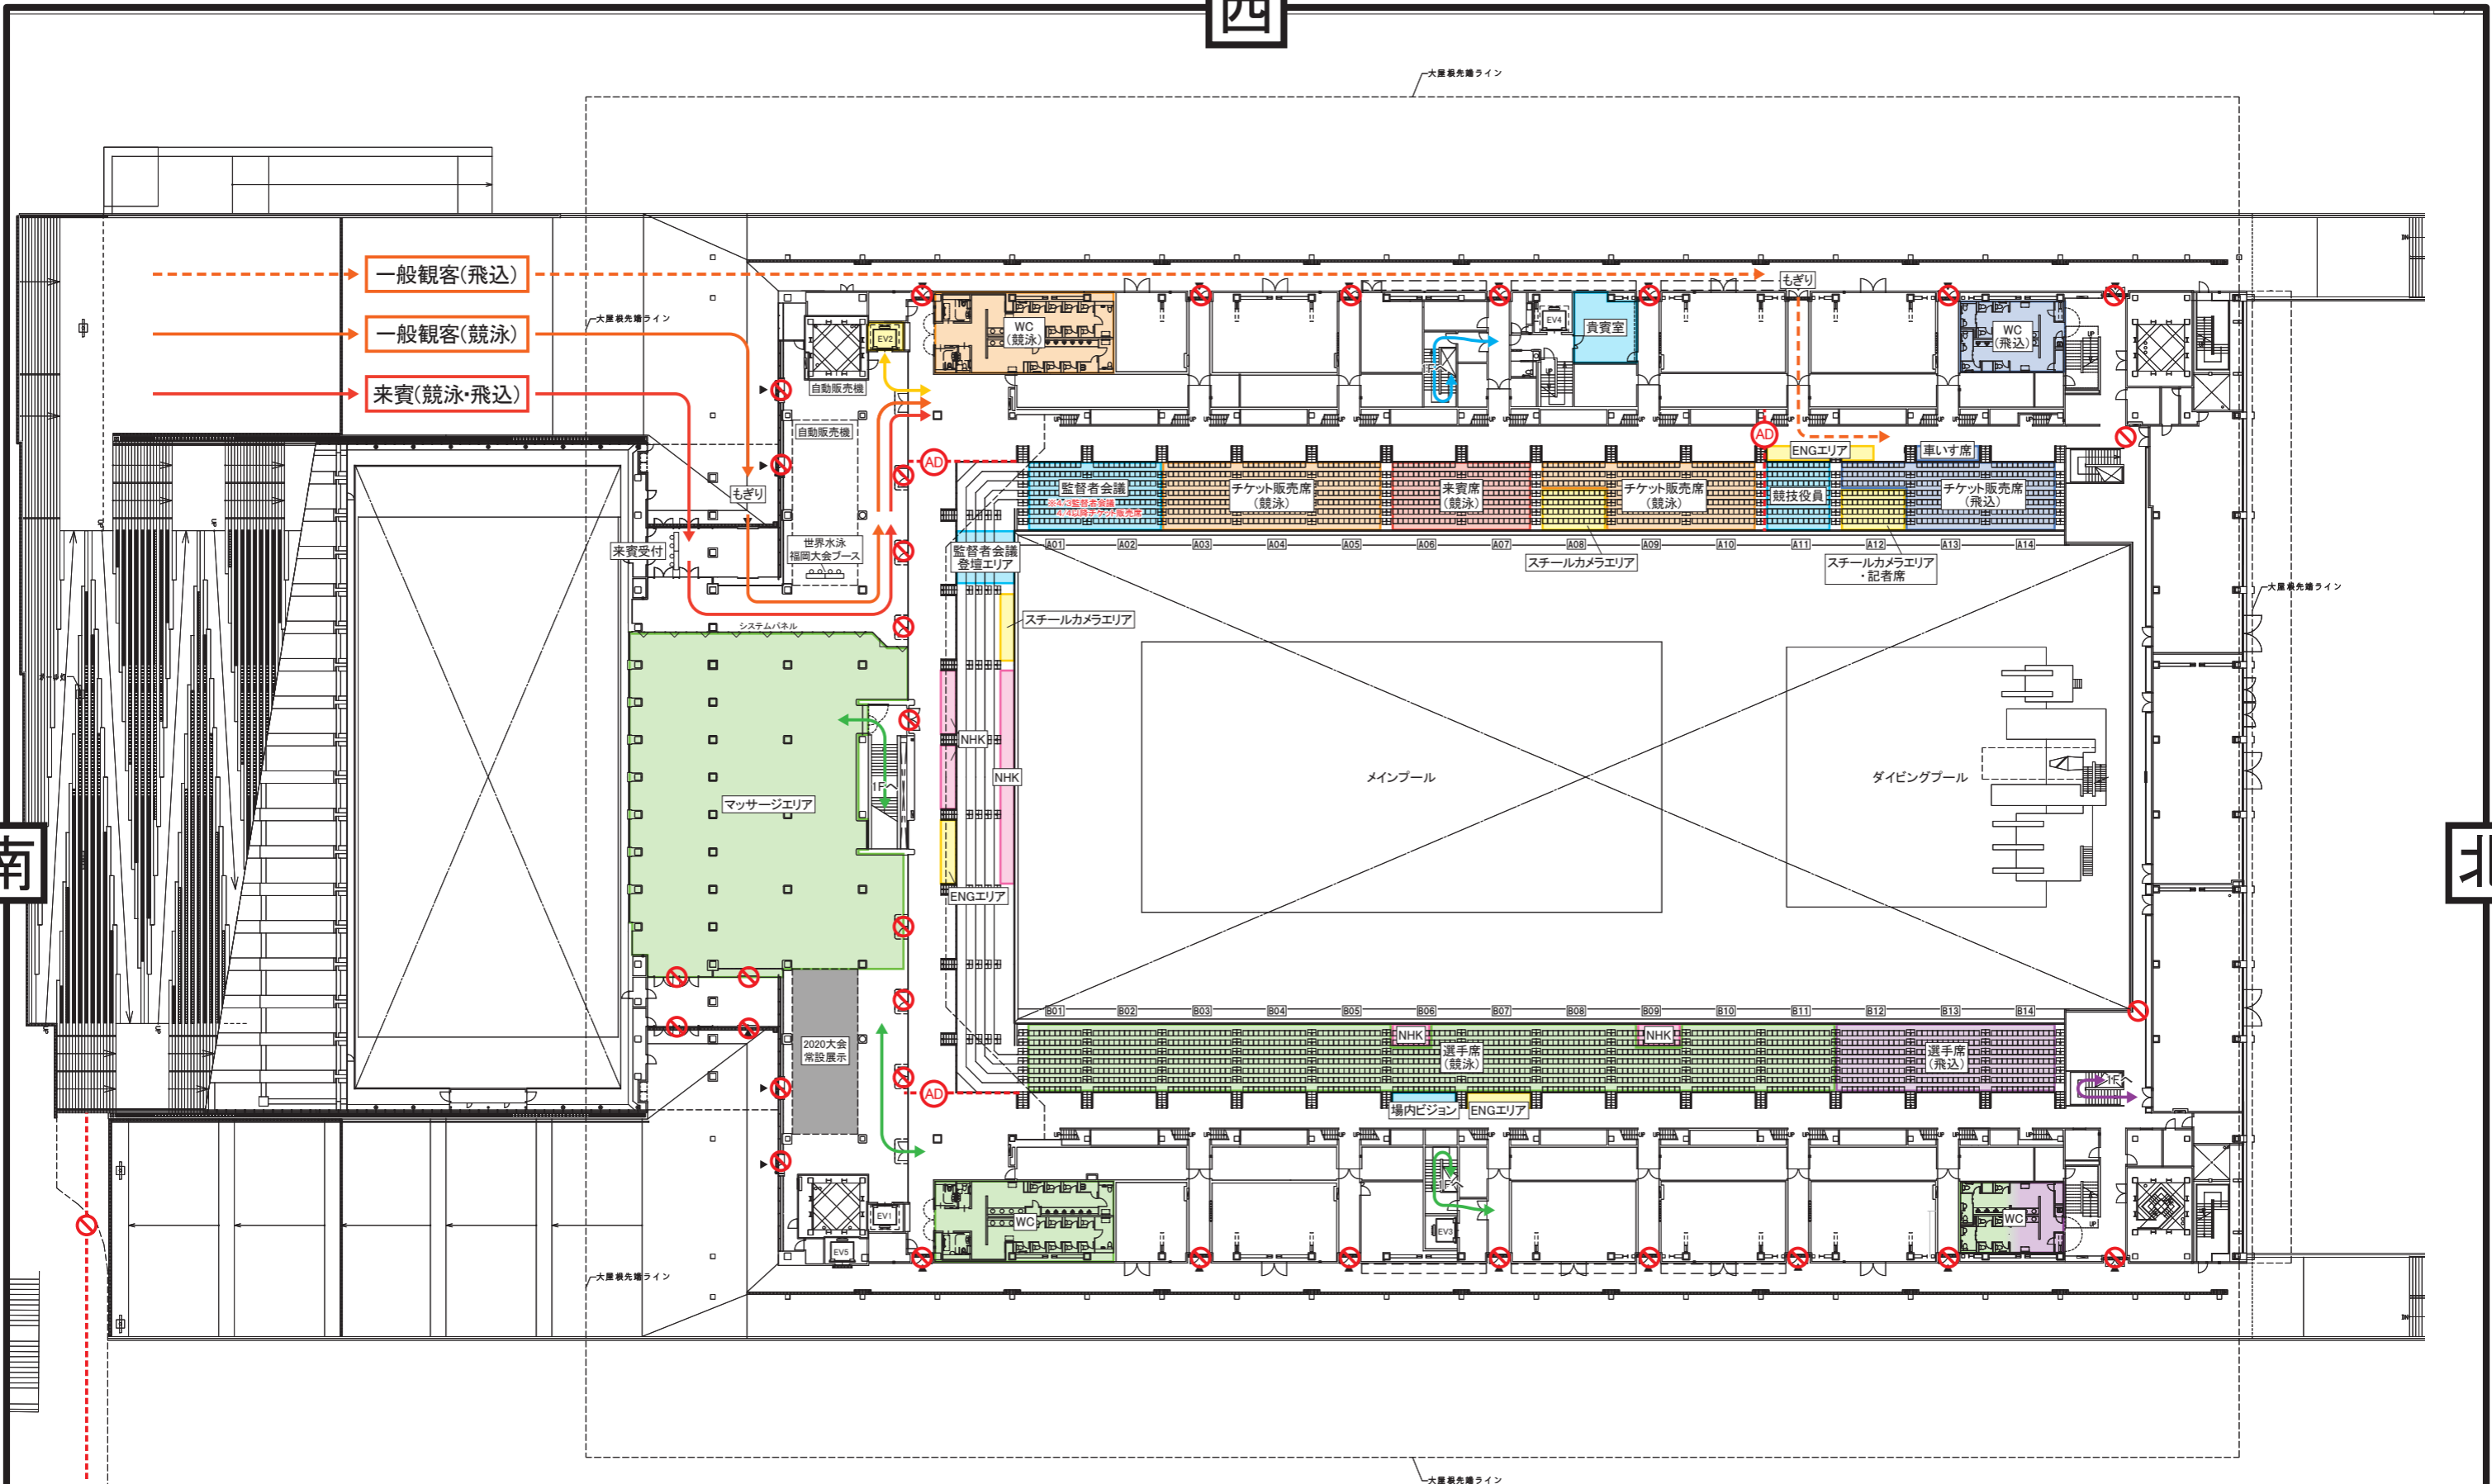 西
大屋根先端ライン
一般観客(飛込)
もぎり
一般観客(競泳)
大屋根先端ライン
EV2
WC
(競泳)
EV4
貴賓室
WC
(飛込)
来賓(競泳・飛込)
自動販売機
自動販売機
AD
AD
ENGエリア
車いす席
もぎり
監督者会議
チケット販売席
(競泳)
来賓席
(競泳)
チケット販売席
(競泳)
競技役員
チケット販売席
(飛込)
来賓受付
世界水泳
福岡大会ブース
監督者会議
登壇エリア
A01 A02 A03 A04 A05 A06 A07 A08 A09 A10 A11 A12 A13 A14
スチールカメラエリア
スチールカメラエリア
・記者席
大屋根先端ライン
スチールカメラエリア
システムパネル
NHK
NHK
1Fへ
マッサージエリア
メインプール
ダイビングプール
南
北
ENGエリア
B01 B02 B03 B04 B05 B06 B07 B08 B09 B10 B11 B12 B13 B14
2020大会
常設展示
NHK
NHK
選手席
(競泳)
選手席
(飛込)
1Fへ
AD
場内ビジョン
ENGエリア
EV1
EV5
WC
EV3
WC
大屋根先端ライン
大屋根先端ライン